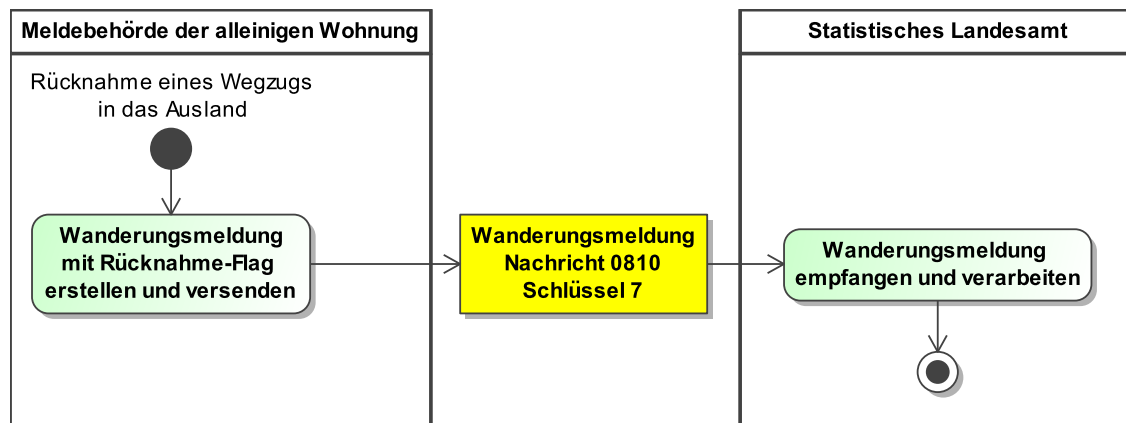 Meldebehörde der alleinigen Wohnung
Statistisches Landesamt
Rücknahme eines Wegzugs
in das Ausland
Wanderungsmeldung
mit Rücknahme-Flag
erstellen und versenden
Wanderungsmeldung
Nachricht 0810
Schlüssel 7
Wanderungsmeldung
empfangen und verarbeiten